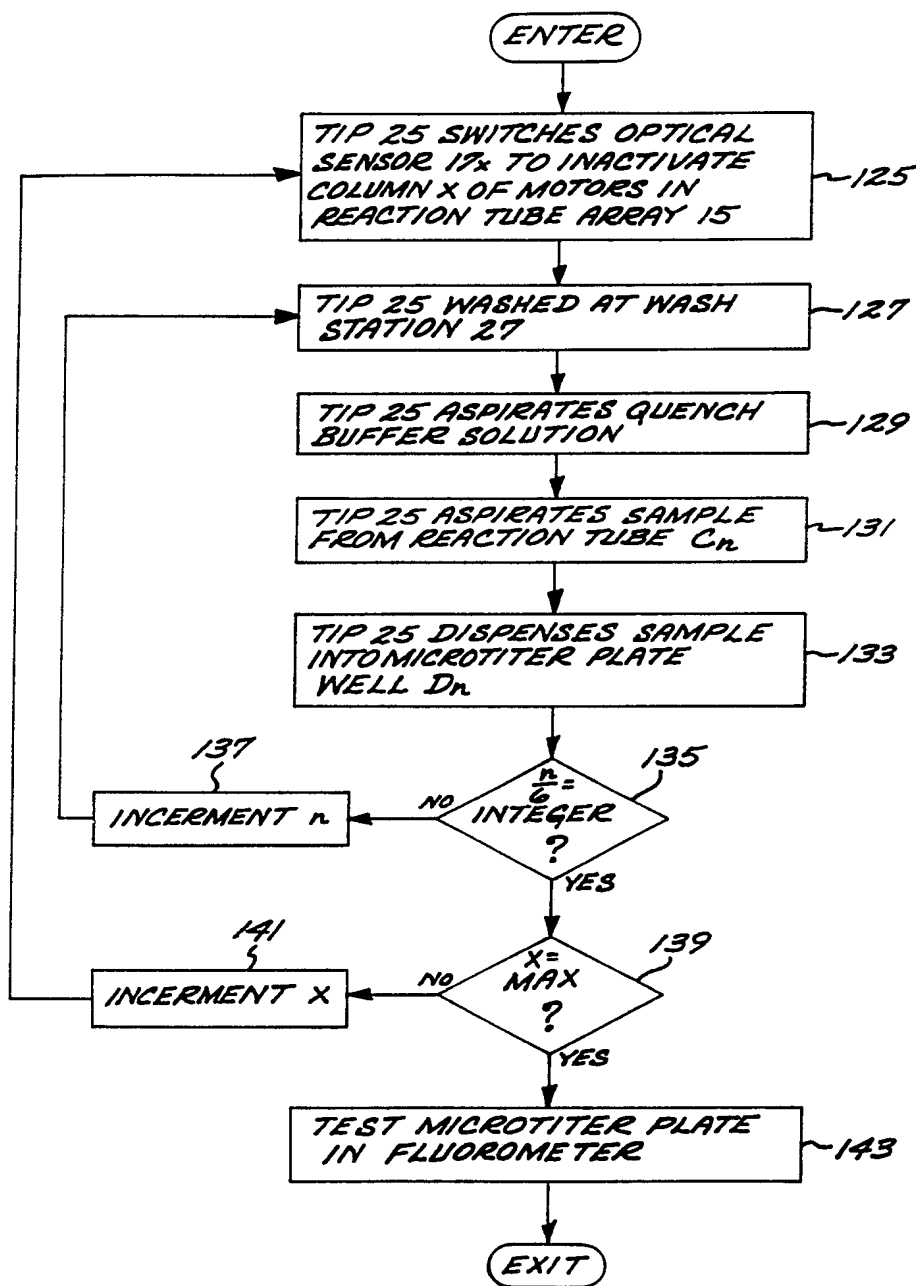 ENTER
TIP 25 SWITCHES OPTICAL
SENSOR 17x TO INACTIVATE
COLUMN X OF MOTORS IN
REACTION TUBE ARRAY 15
125
TIP 25 WASHED AT WASH
STATION 27
127
TIP 25 ASPIRATES QUENCH
BUFFER SOLUTION
129
TIP 25 ASPIRATES SAMPLE
FROM REACTION TUBE Cn
131
TIP 25 DISPENSES SAMPLE
INTO MICROTITER PLATE
WELL Dn
133
137
INCERMENT n
NO
n/6 =
INTEGER
?
135
YES
141
INCERMENT X
NO
X=
MAX
?
139
YES
TEST MICROTITER PLATE
IN FLUOROMETER
143
EXIT